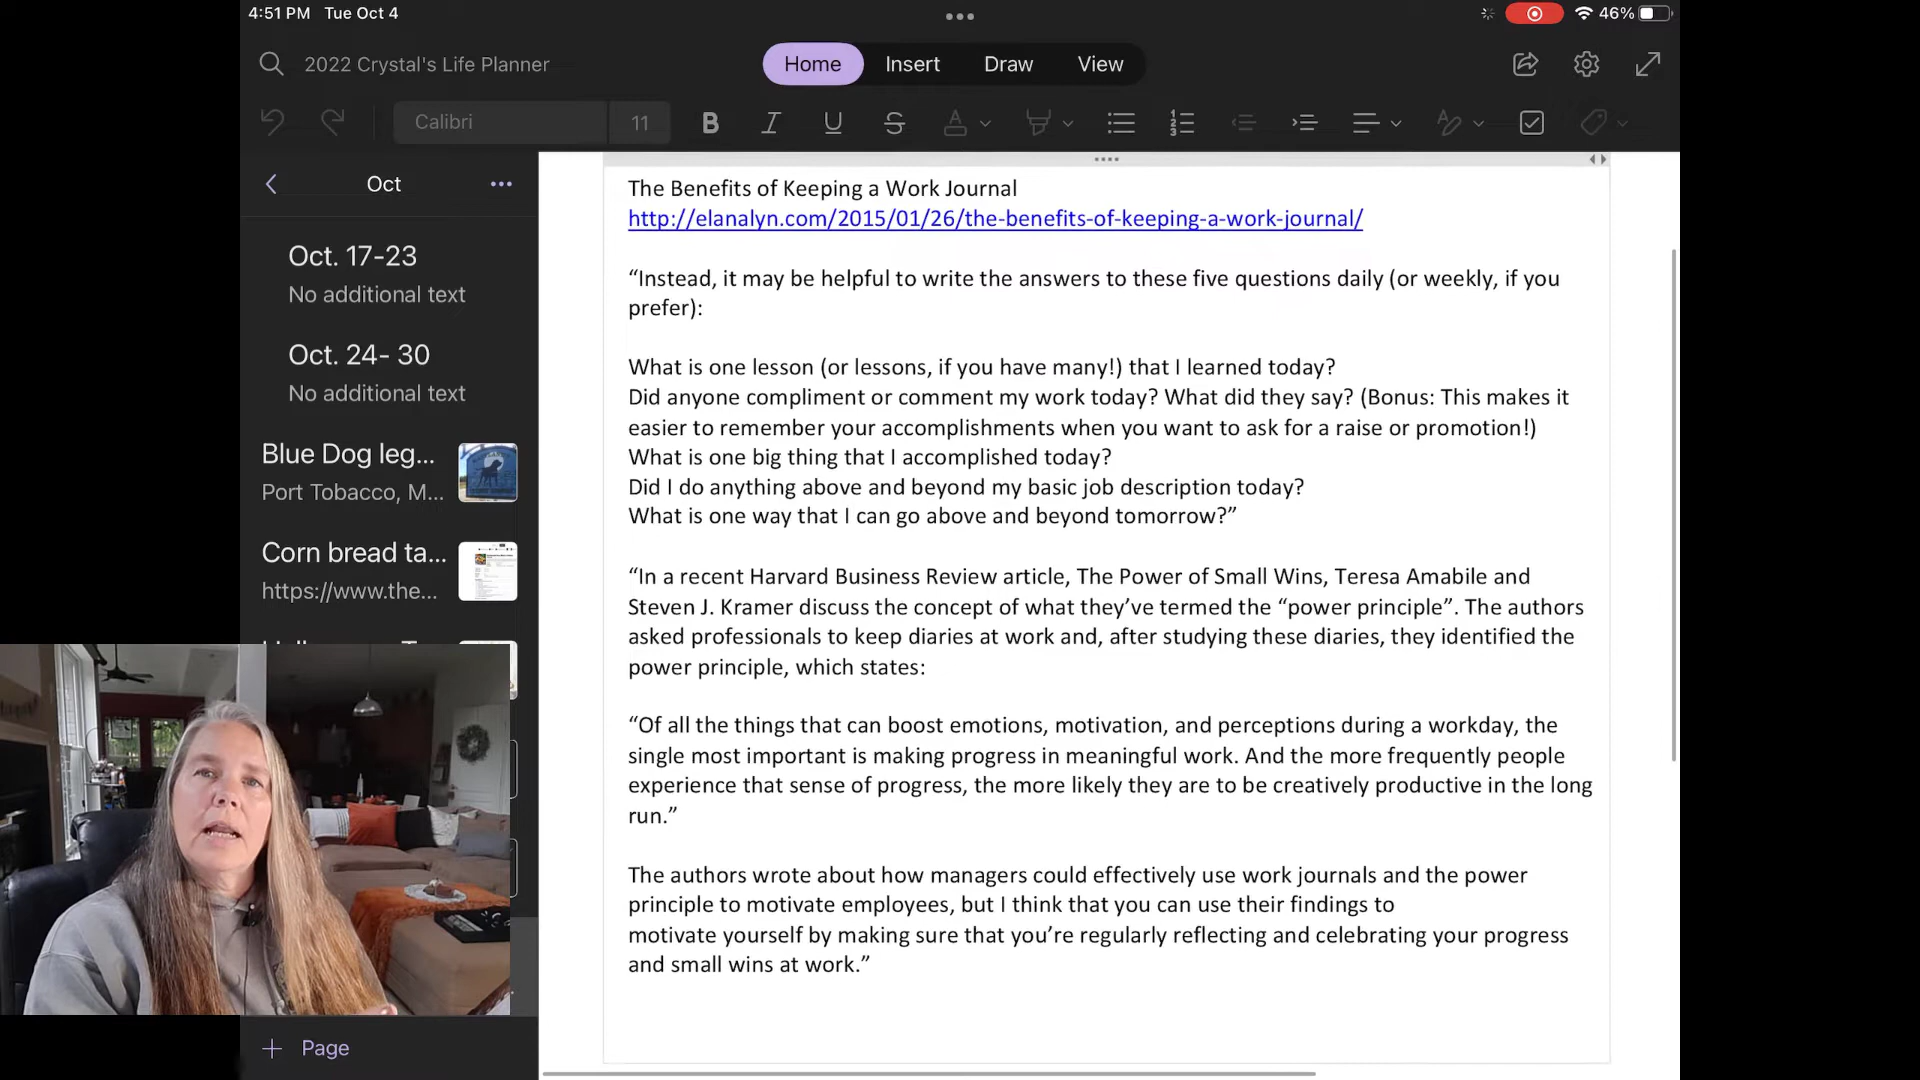 4:51 PM Tue Oct 4
46%
2022 Crystal's Life Planner
Home
Insert
Draw
View
Calibri
11
Oct
Oct. 17-23
No additional text
Oct. 24- 30
No additional text
Blue Dog leg...
Port Tobacco, M...
Corn bread ta...
https://www.the...
Page
The Benefits of Keeping a Work Journal
http://elanalyn.com/2015/01/26/the-benefits-of-keeping-a-work-journal/
“Instead, it may be helpful to write the answers to these five questions daily (or weekly, if you
prefer):
What is one lesson (or lessons, if you have many!) that I learned today?
Did anyone compliment or comment my work today? What did they say? (Bonus: This makes it
easier to remember your accomplishments when you want to ask for a raise or promotion!)
What is one big thing that I accomplished today?
Did I do anything above and beyond my basic job description today?
What is one way that I can go above and beyond tomorrow?”
“In a recent Harvard Business Review article, The Power of Small Wins, Teresa Amabile and
Steven J. Kramer discuss the concept of what they’ve termed the “power principle”. The authors
asked professionals to keep diaries at work and, after studying these diaries, they identified the
power principle, which states:
“Of all the things that can boost emotions, motivation, and perceptions during a workday, the
single most important is making progress in meaningful work. And the more frequently people
experience that sense of progress, the more likely they are to be creatively productive in the long
run.”
The authors wrote about how managers could effectively use work journals and the power
principle to motivate employees, but I think that you can use their findings to
motivate yourself by making sure that you’re regularly reflecting and celebrating your progress
and small wins at work.”